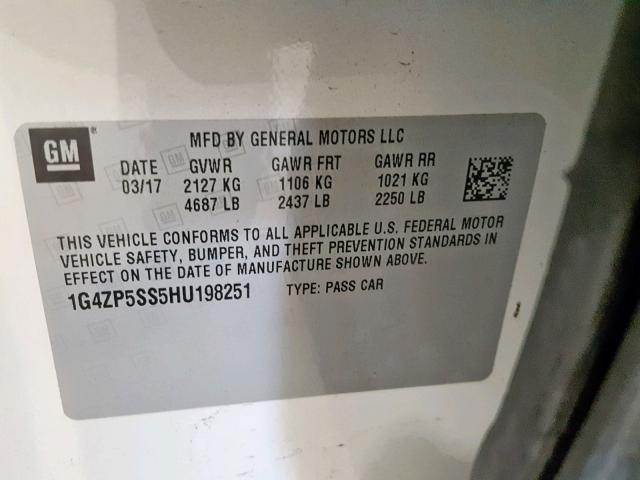 GM
MFD BY GENERAL MOTORS LLC
DATE GVWR GAWR FRT GAWR RR
03/17 2127 KG 1106 KG 1021 KG
4687 LB 2437 LB 2250 LB
THIS VEHICLE CONFORMS TO ALL APPLICABLE U.S. FEDERAL MOTOR
VEHICLE SAFETY, BUMPER, AND THEFT PREVENTION STANDARDS IN
EFFECT ON THE DATE OF MANUFACTURE SHOWN ABOVE.
1G4ZP5SS5HU198251 TYPE: PASS CAR